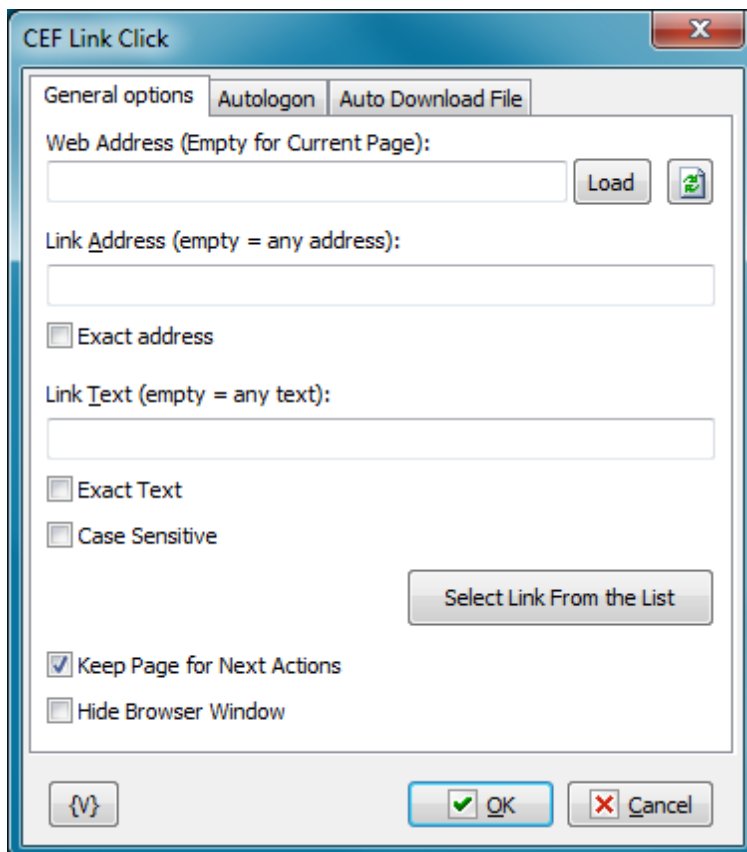 CEF Link Click
X
General options Autologon Auto Download File
Web Address (Empty for Current Page):
Load
Link Address (empty = any address):
Exact address
Link Text (empty = any text):
Exact Text
Case Sensitive
Select Link From the List
Keep Page for Next Actions
Hide Browser Window
{V} OK Cancel